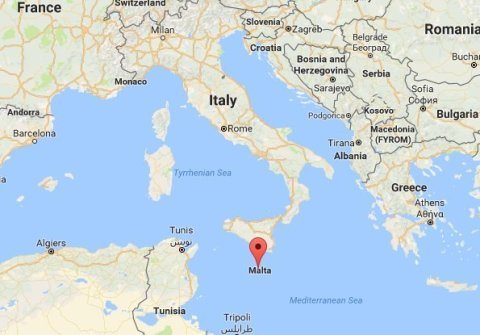 France
Switzerland
Slovenia
Zagreb
Milan
Croatia
Belgrade
Београд
Romania
Monaco
Bosnia and
Herzegovina
Sarajevo
Serbia
Bucha
Andorra
Italy
Sofia
София
Barcelona
Rome
Podgorica
Kosovo
Bulgaria
Tirana
Macedonia
(FYROM)
Albania
Tyrrhenian Sea
Greece
Athens
Αθήνα
Algiers
Tunis
تونس
Malta
Tunisia
Mediterranean Sea
Tripoli
طرابلس